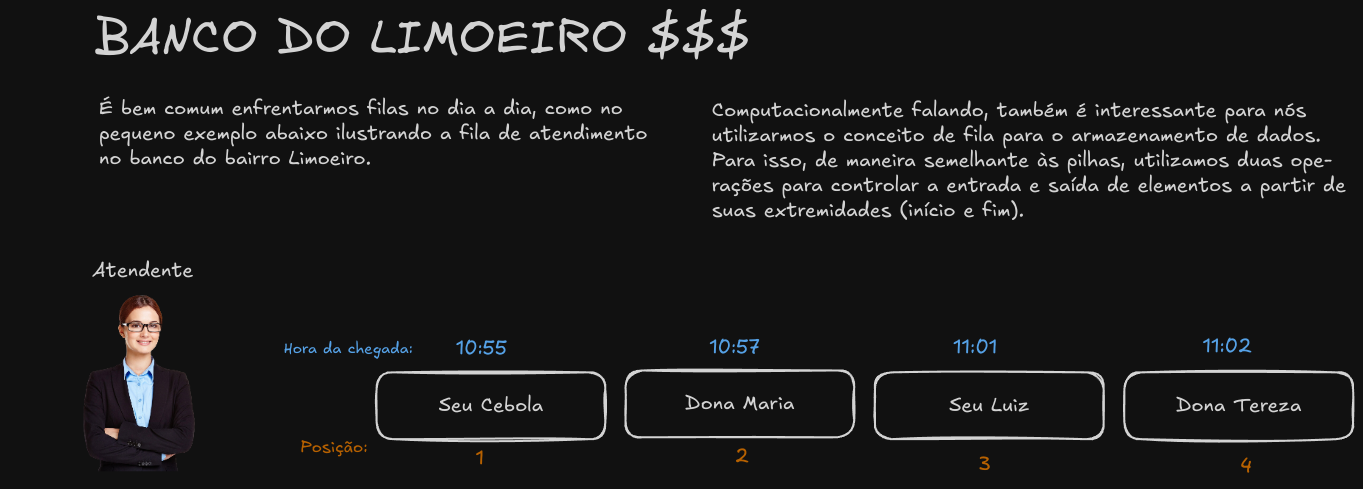 BANCO DO LIMOEIRO $$$
É bem comum enfrentarmos filas no dia a dia, como no
pequeno exemplo abaixo ilustrando a fila de atendimento
no banco do bairro Limoeiro.
Computacionalmente falando, também é interessante para nós
utilizarmos o conceito de fila para o armazenamento de dados.
Para isso, de maneira semelhante às pilhas, utilizamos duas ope-
rações para controlar a entrada e saída de elementos a partir de
suas extremidades (início e fim).
Atendente
Hora da chegada: 10:55 10:57 11:01 11:02
Seu Cebola Dona Maria Seu Luiz Dona Tereza
Posição: 1 2 3 4